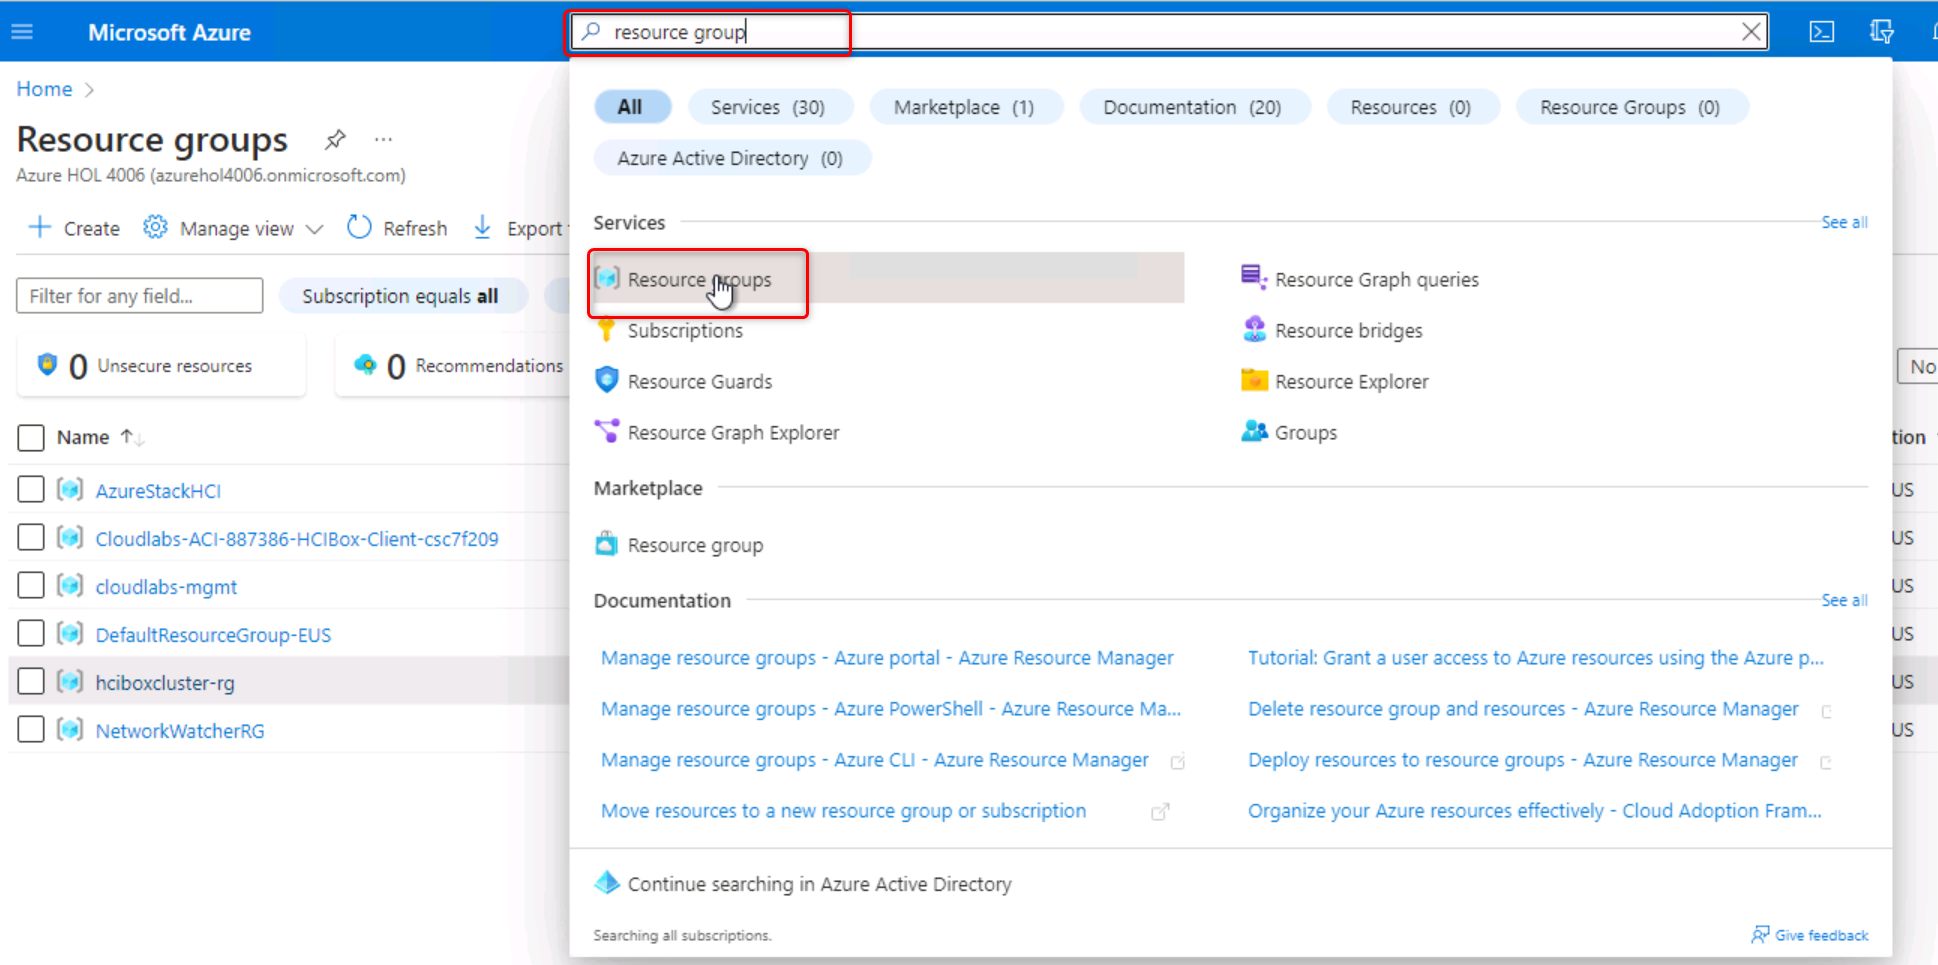 Microsoft Azure
resource group
Home
Resource groups
Azure HOL 4006 (azurehol4006.onmicrosoft.com)
Create
Manage view
Refresh
Export
Filter for any field...
Subscription equals all
0 Unsecure resources
0 Recommendations
Name
AzureStackHCI
Cloudlabs-ACI-887386-HCIBox-Client-csc7f209
cloudlabs-mgmt
DefaultResourceGroup-EUS
hciboxcluster-rg
NetworkWatcherRG
All
Services (30)
Marketplace (1)
Documentation (20)
Resources (0)
Resource Groups (0)
Azure Active Directory (0)
Services
See all
Resource groups
Resource Graph queries
Subscriptions
Resource bridges
Resource Guards
Resource Explorer
Resource Graph Explorer
Groups
Marketplace
Resource group
Documentation
See all
Manage resource groups - Azure portal - Azure Resource Manager
Tutorial: Grant a user access to Azure resources using the Azure p...
Manage resource groups - Azure PowerShell - Azure Resource Ma...
Delete resource group and resources - Azure Resource Manager
Manage resource groups - Azure CLI - Azure Resource Manager
Deploy resources to resource groups - Azure Resource Manager
Move resources to a new resource group or subscription
Organize your Azure resources effectively - Cloud Adoption Fram...
Continue searching in Azure Active Directory
Searching all subscriptions.
Give feedback
No
tion
US
US
US
US
US
US